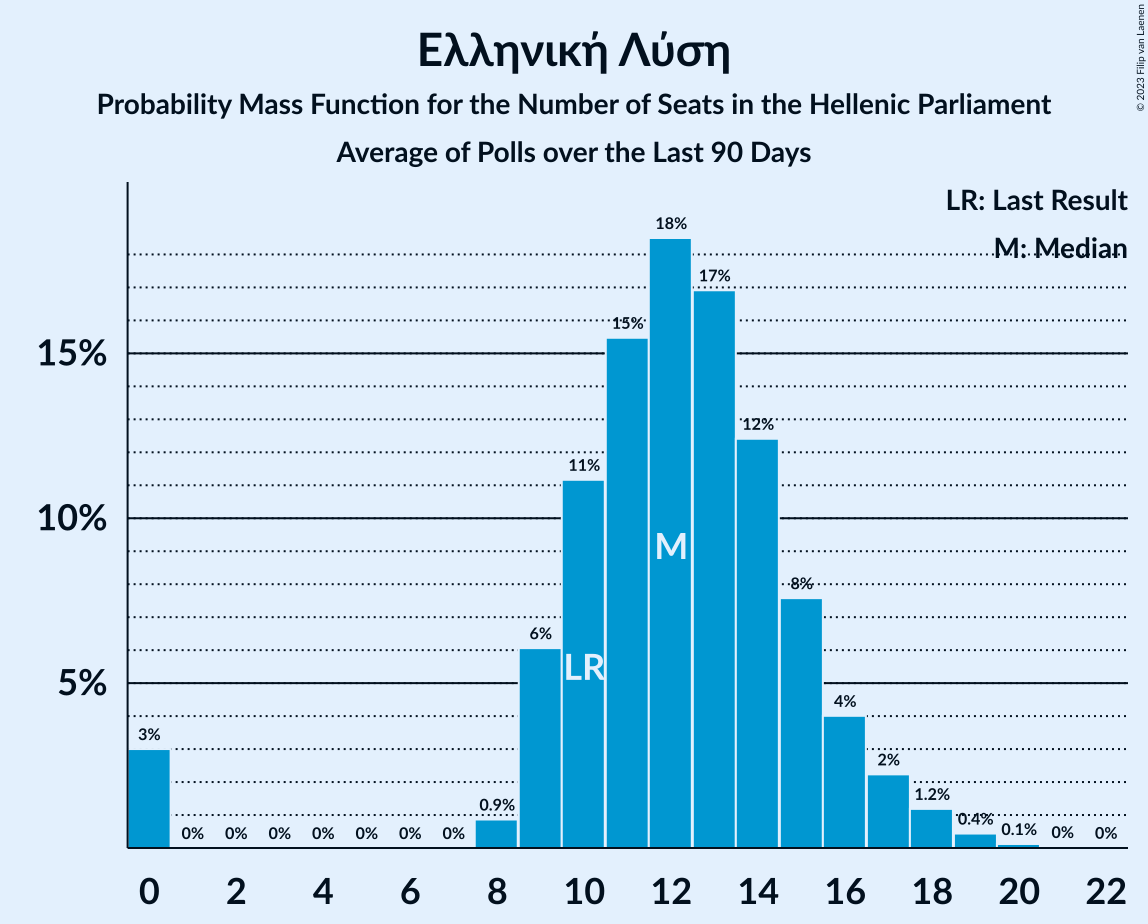 Ελληνική Λύση
Probability Mass Function for the Number of Seats in the Hellenic Parliament
Average of Polls over the Last 90 Days
© 2023 Filip van Laenen
LR: Last Result
M: Median
18%
17%
15%
15%
12%
11%
10%
M
8%
6%
LR
5%
4%
3%
2%
1.2%
0.9%
0.4%
0.1%
0% 0% 0% 0% 0% 0% 0% 0% 0%
0 2 4 6 8 10 12 14 16 18 20 22